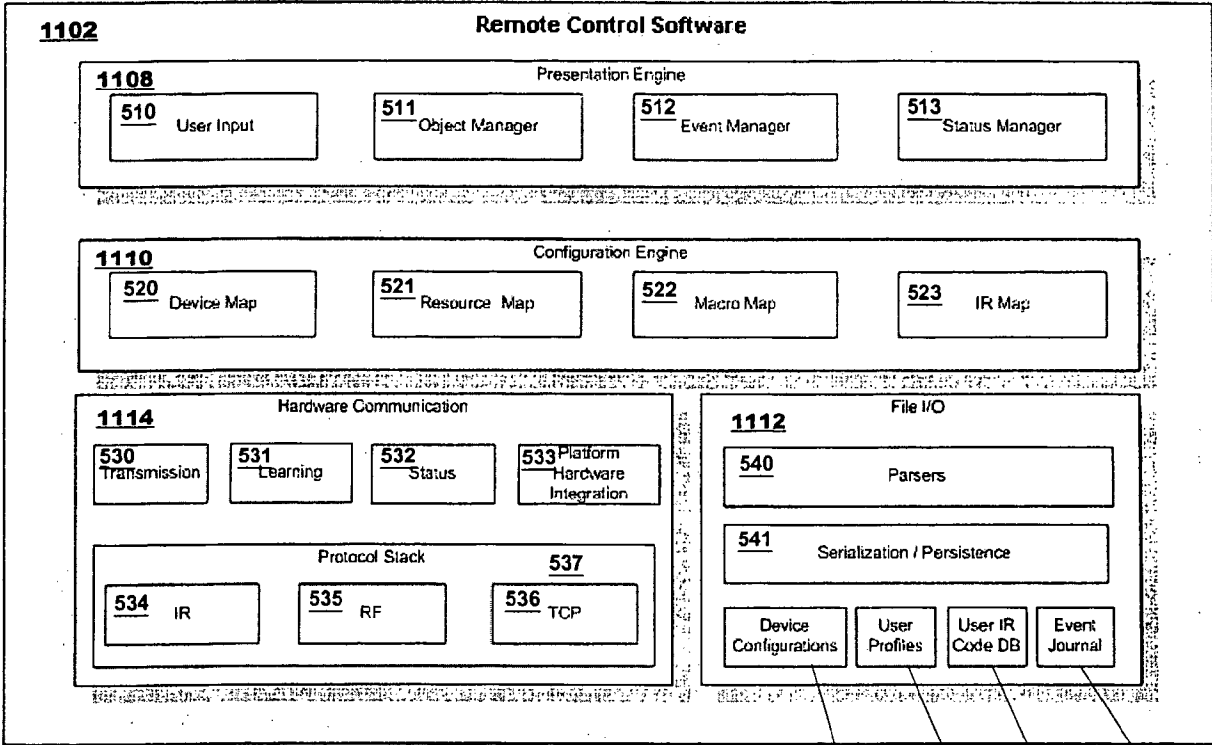 1102 Remote Control Software
1108 Presentation Engine
510 User Input
511 Object Manager
512 Event Manager
513 Status Manager
1110 Configuration Engine
520 Device Map
521 Resource Map
522 Macro Map
523 IR Map
1114 Hardware Communication
530 Transmission
531 Learning
532 Status
533 Platform
Hardware
Integration
Protocol Stack 537
534 IR
535 RF
536 TCP
1112 File I/O
540 Parsers
541 Serialization / Persistence
Device
Configurations
User
Profiles
User IR
Code DB
Event
Journal